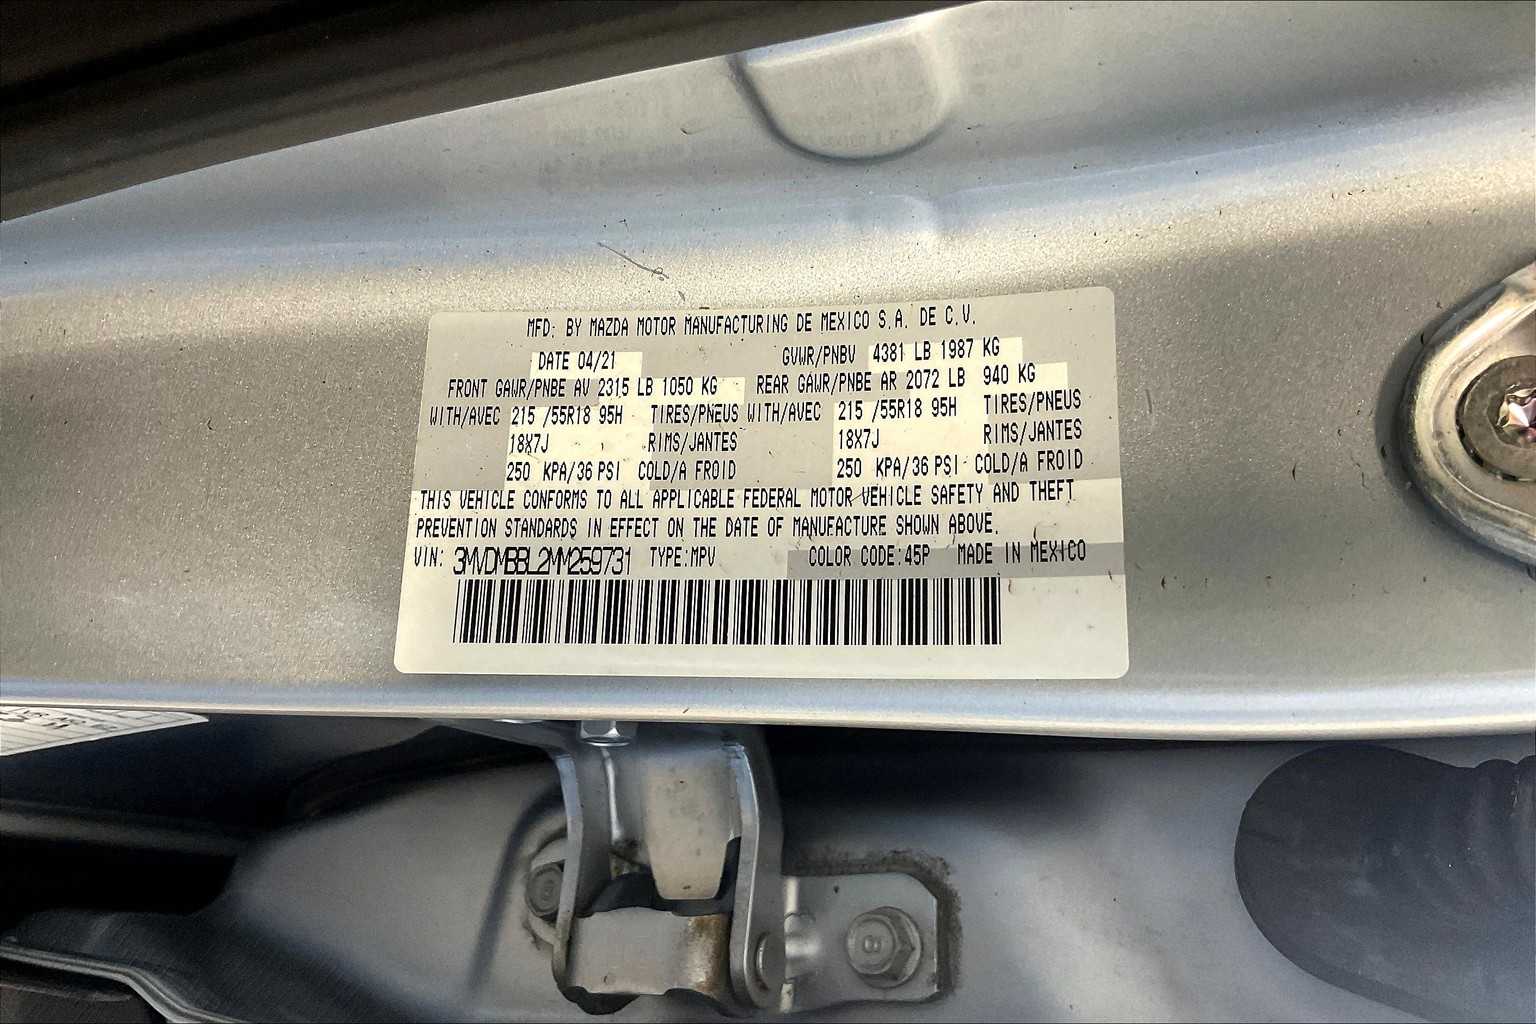 MFD. BY MAZDA MOTOR MANUFACTURING DE MEXICO S.A. DE C.V.
DATE 04/21 GVWR/PNBV 4381 LB 1987 KG
FRONT GAWR/PNBE AV 2315 LB 1050 KG REAR GAWR/PNBE AR 2072 LB 940 KG
WITH/AVEC 215 /55R18 95H TIRES/PNEUS WITH/AVEC 215 /55R18 95H TIRES/PNEUS
18X7J RIMS/JANTES 18X7J RIMS/JANTES
250 KPA/36 PSI COLD/A FROID 250 KPA/36 PSI COLD/A FROID
THIS VEHICLE CONFORMS TO ALL APPLICABLE FEDERAL MOTOR VEHICLE SAFETY AND THEFT
PREVENTION STANDARDS IN EFFECT ON THE DATE OF MANUFACTURE SHOWN ABOVE.
VIN: 3MVDMBBL2MM259731 TYPE:MPV COLOR CODE:45P MADE IN MEXICO